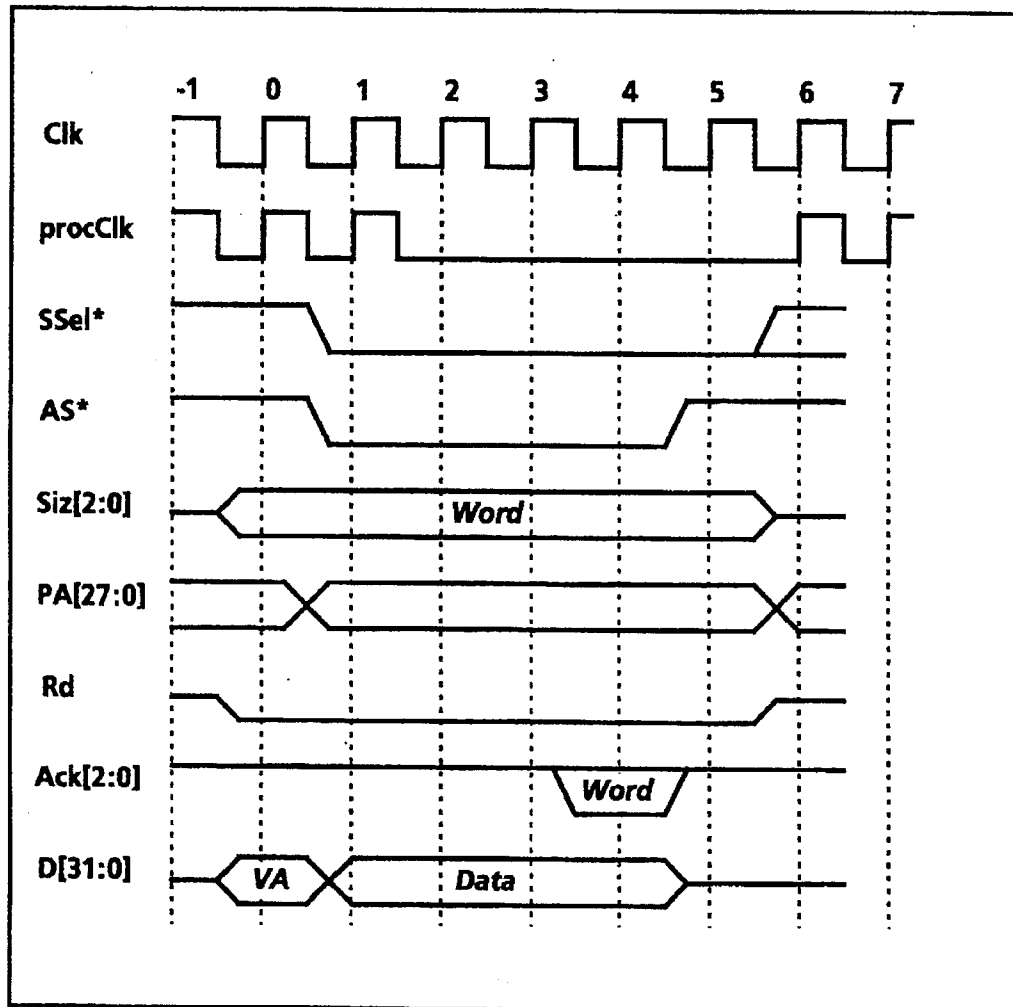 -1 0 1 2 3 4 5 6 7
Clk
procClk
SSel*
AS*
Siz[2:0] Word
PA[27:0]
Rd
Ack[2:0] Word
D[31:0] VA Data